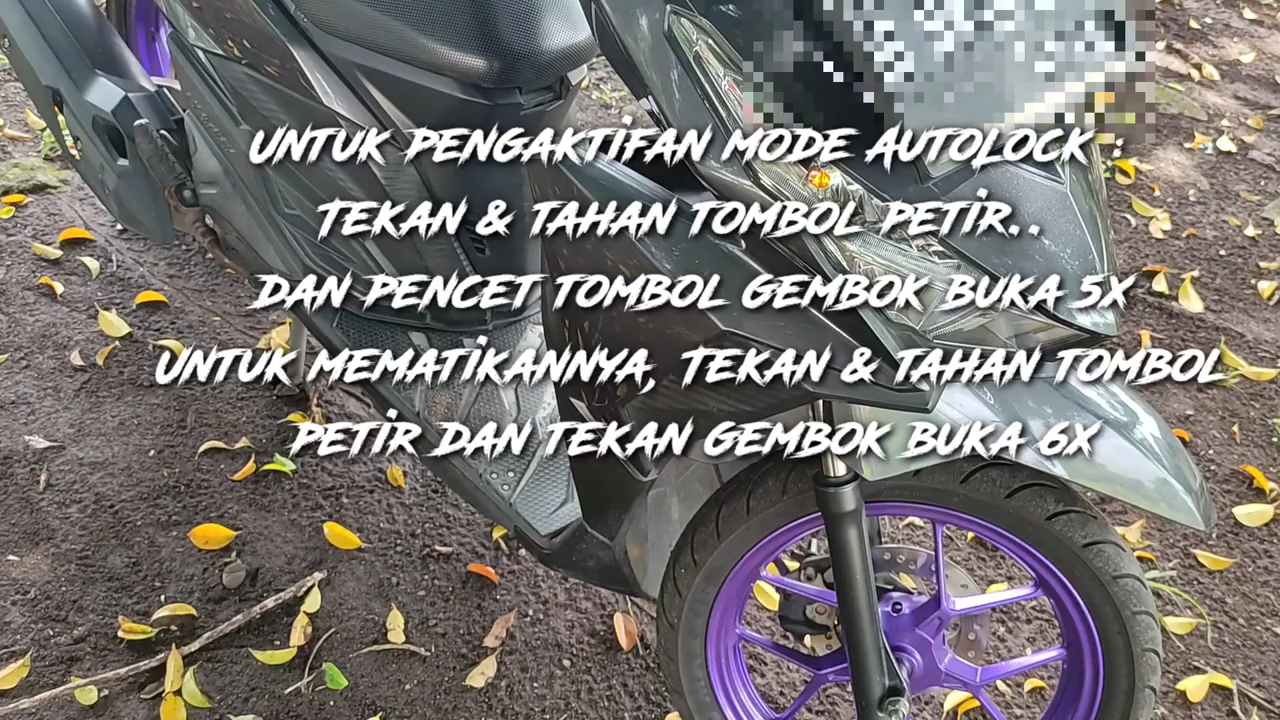 UNTUK PENGAKTIFAN MODE AUTOLOCK :
TEKAN & TAHAN TOMBOL PETIR..
DAN PENCET TOMBOL GEMBOK BUKA 5X
UNTUK MEMATIKANNYA, TEKAN & TAHAN TOMBOL
PETIR DAN TEKAN GEMBOK BUKA 6X